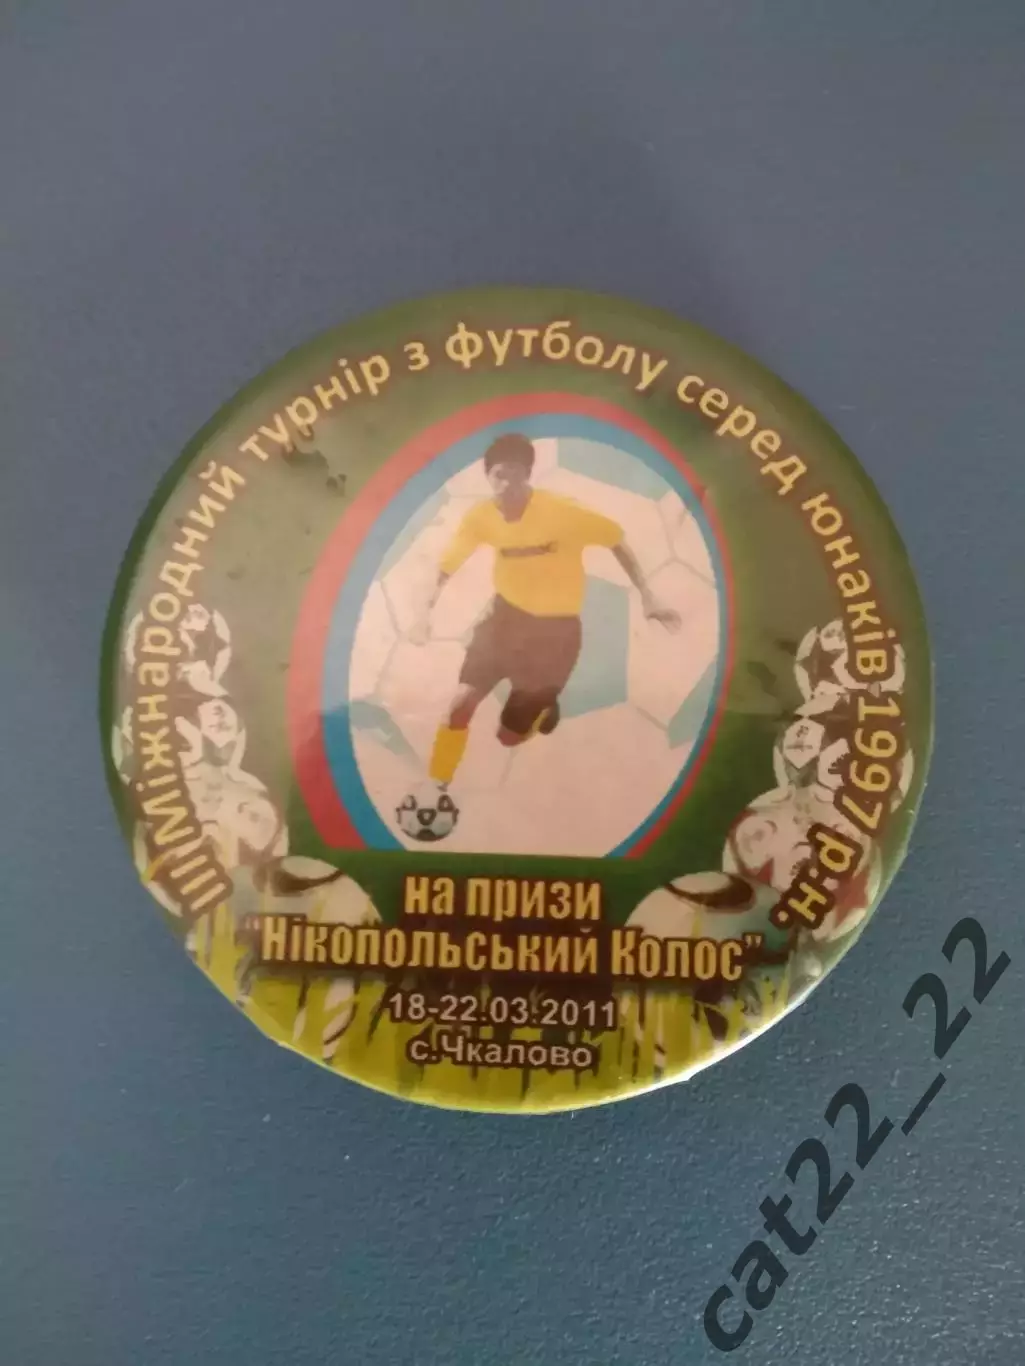 III Міжнародний турнір з футболу серед юнаків 1997 р.н.
на призи
"Нікопольський Колос"
18-22.03.2011
с.Чкалово
cat22_22